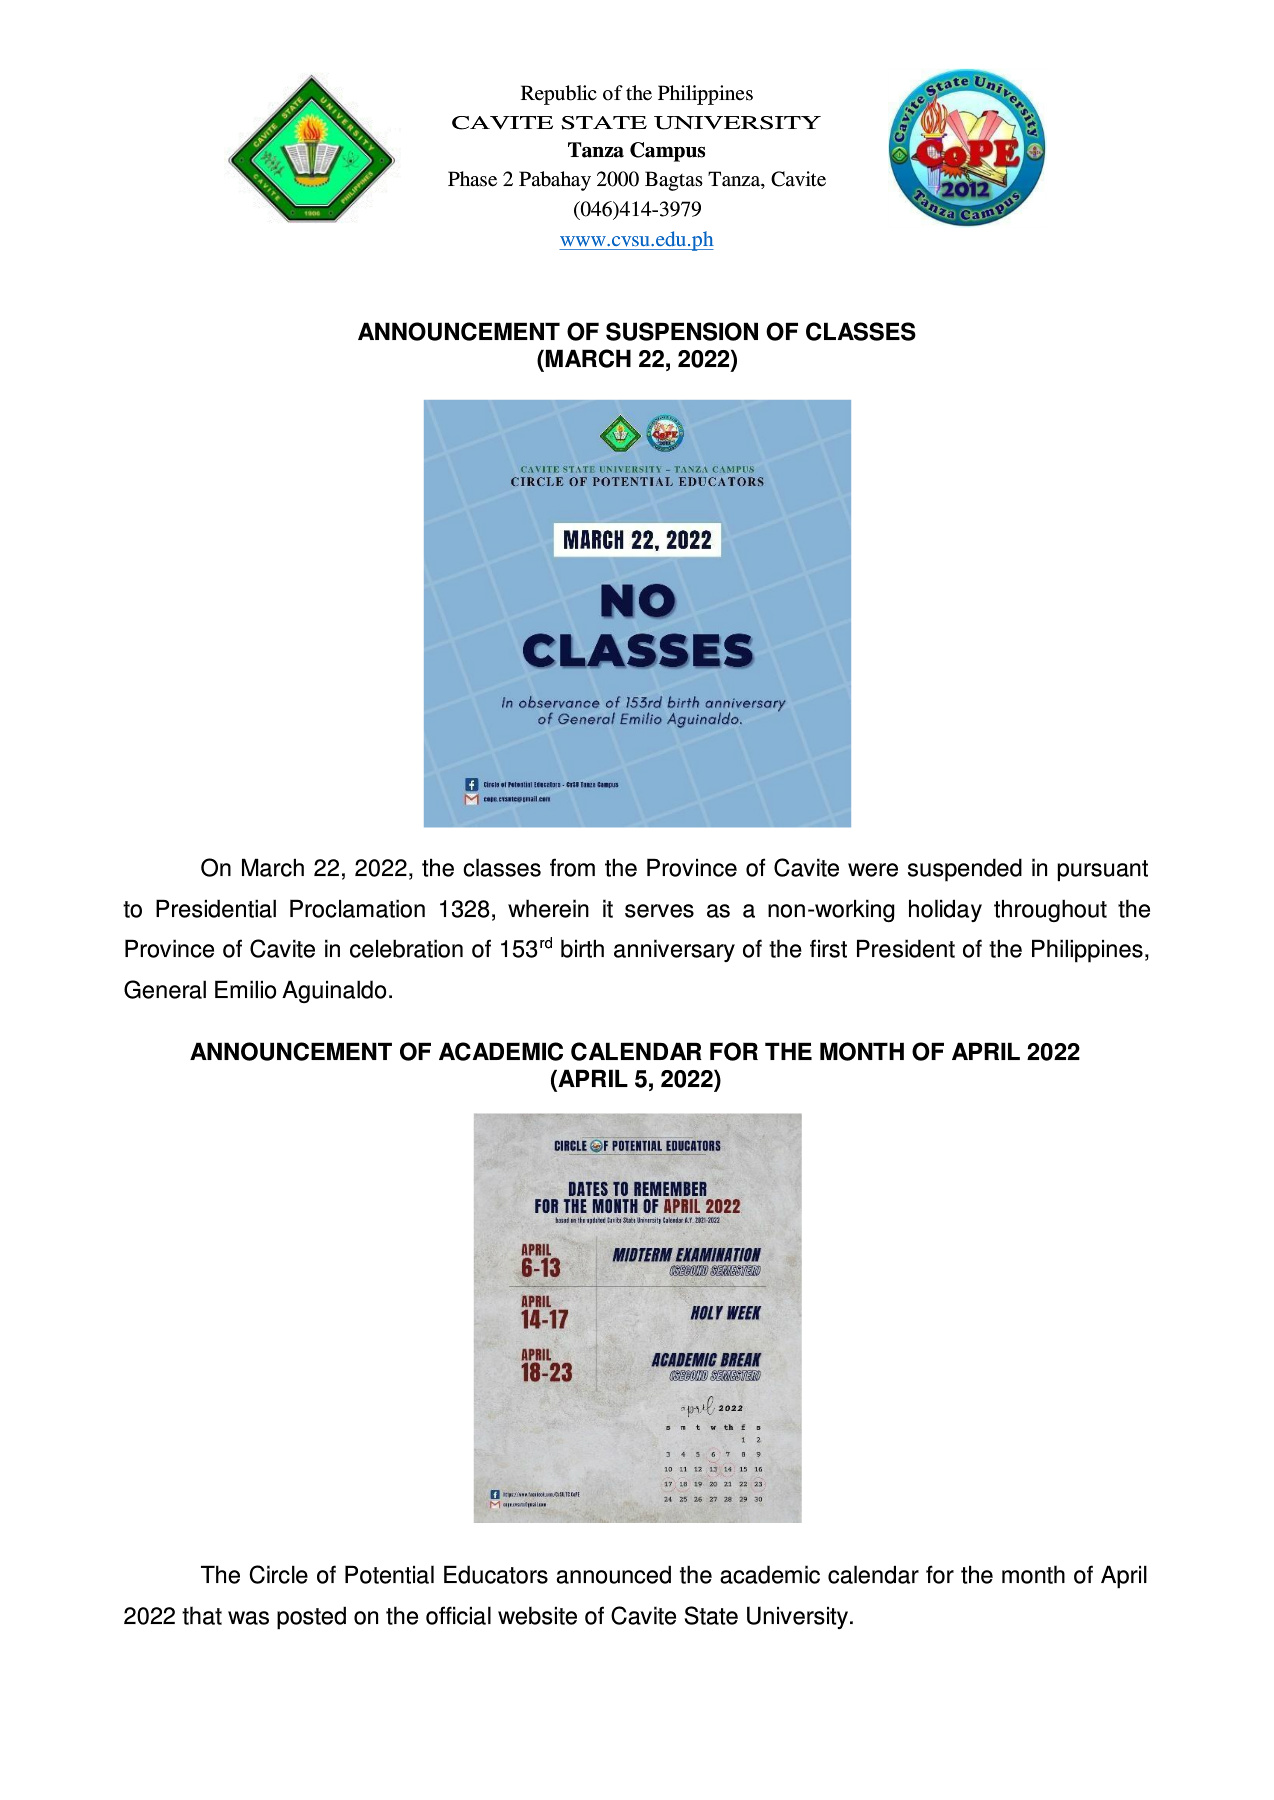 CAVITE STATE UNIVERSITY
CAVITE PHILIPPINES
1906
Republic of the Philippines
CAVITE STATE UNIVERSITY
Tanza Campus
Phase 2 Pabahay 2000 Bagtas Tanza, Cavite
(046)414-3979
www.cvsu.edu.ph
Cavite State University
CoPE
2012
Tanza Campus
ANNOUNCEMENT OF SUSPENSION OF CLASSES
(MARCH 22, 2022)
CoPE
CAVITE STATE UNIVERSITY – TANZA CAMPUS
CIRCLE OF POTENTIAL EDUCATORS
MARCH 22, 2022
NO
CLASSES
In observance of 153rd birth anniversary
of General Emilio Aguinaldo.
Circle of Potential Educators - CvSU Tanza Campus
cope.cvsutc@gmail.com
On March 22, 2022, the classes from the Province of Cavite were suspended in pursuant
to Presidential Proclamation 1328, wherein it serves as a non-working holiday throughout the
Province of Cavite in celebration of 153rd birth anniversary of the first President of the Philippines,
General Emilio Aguinaldo.
ANNOUNCEMENT OF ACADEMIC CALENDAR FOR THE MONTH OF APRIL 2022
(APRIL 5, 2022)
CIRCLE OF POTENTIAL EDUCATORS
DATES TO REMEMBER
FOR THE MONTH OF APRIL 2022
based on the updated Cavite State University Calendar A.Y. 2021-2022
APRIL
6-13
MIDTERM EXAMINATION
(SECOND SEMESTER)
APRIL
14-17
HOLY WEEK
APRIL
18-23
ACADEMIC BREAK
(SECOND SEMESTER)
april 2022
s m t w th f s
1 2
3 4 5 6 7 8 9
10 11 12 13 14 15 16
17 18 19 20 21 22 23
24 25 26 27 28 29 30
The Circle of Potential Educators announced the academic calendar for the month of April
2022 that was posted on the official website of Cavite State University.